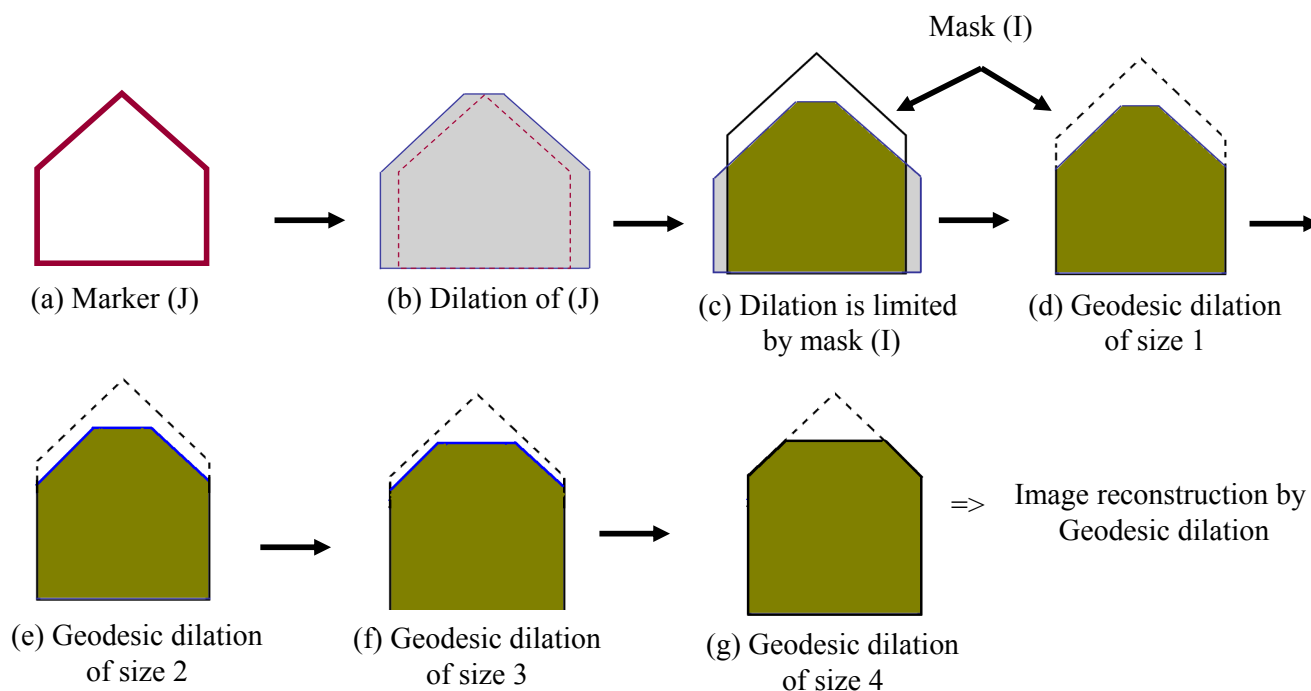 Mask (I)
(a) Marker (J)
(b) Dilation of (J)
(c) Dilation is limited
by mask (I)
(d) Geodesic dilation
of size 1
(e) Geodesic dilation
of size 2
(f) Geodesic dilation
of size 3
(g) Geodesic dilation
of size 4
=>
Image reconstruction by
Geodesic dilation